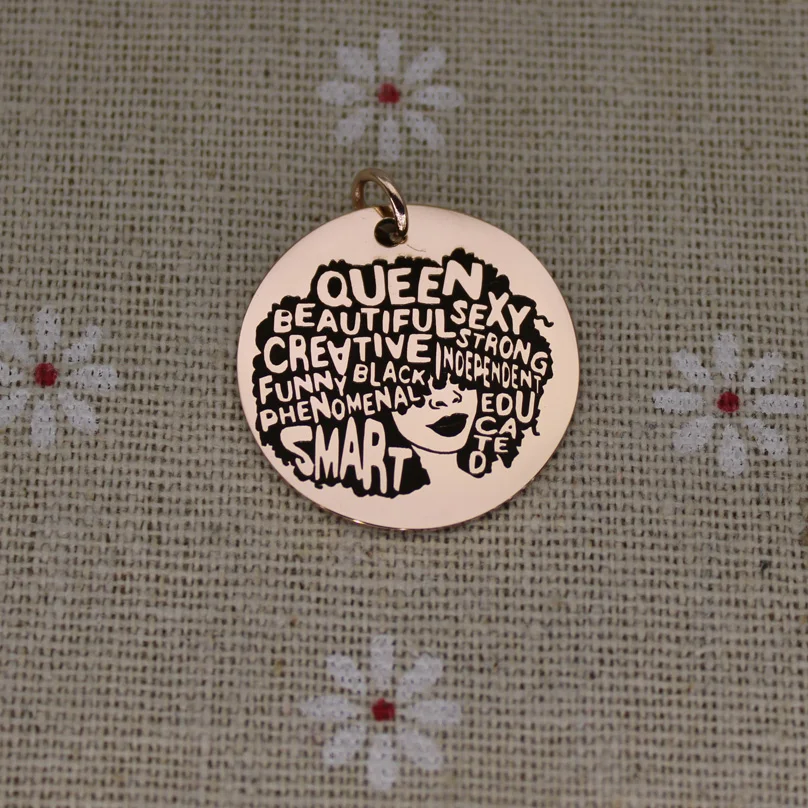 QUEEN
BEAUTIFUL SEXY
CREATIVE STRONG
FUNNY BLACK INDEPENDENT
PHENOMENAL EDU
SMART CA
TE
D